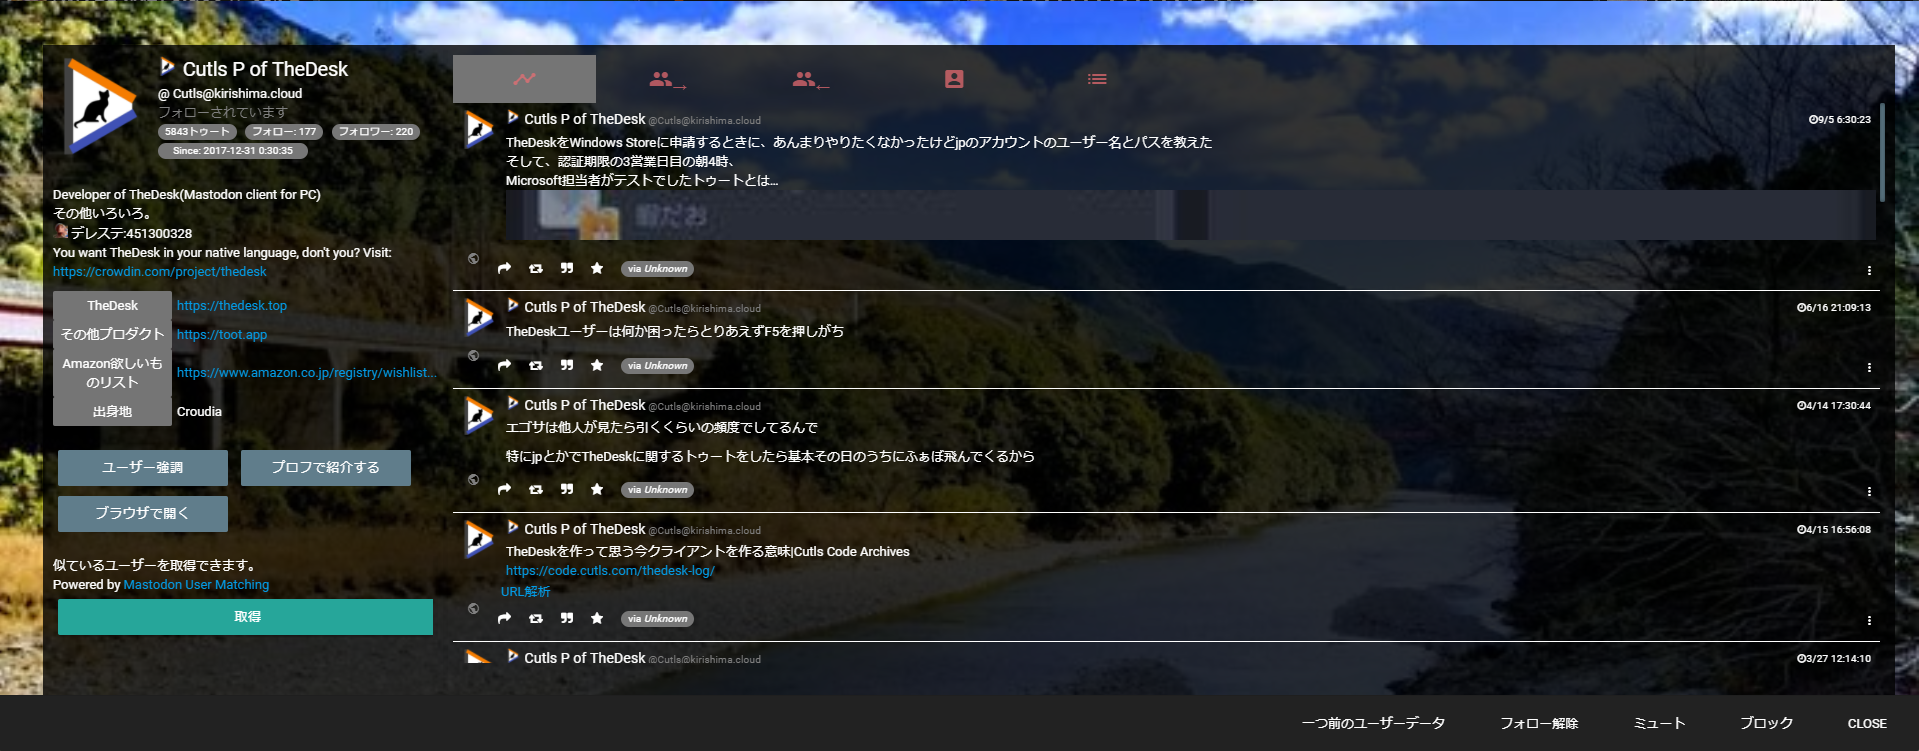 Cutls P of TheDesk
@ Cutls@kirishima.cloud
フォローされています
5843トゥート フォロー: 177 フォロワー: 220
Since: 2017-12-31 0:30:35
Developer of TheDesk(Mastodon client for PC)
その他いろいろ。
デレステ:451300328
You want TheDesk in your native language, don't you? Visit:
https://crowdin.com/project/thedesk
TheDesk https://thedesk.top
その他プロダクト https://toot.app
Amazon欲しいも
のリスト https://www.amazon.co.jp/registry/wishlist...
出身地 Croudia
ユーザー強調 プロフで紹介する
ブラウザで開く
似ているユーザーを取得できます。
Powered by Mastodon User Matching
取得
Cutls P of TheDesk @Cutls@kirishima.cloud 9/5 6:30:23
TheDeskをWindows Storeに申請するときに、あんまりやりたくなかったけどjpのアカウントのユーザー名とパスを教えた
そして、認証期限の3営業日目の朝4時、
Microsoft担当者がテストでしたトゥートとは...
暇だお
via Unknown
Cutls P of TheDesk @Cutls@kirishima.cloud 6/16 21:09:13
TheDeskユーザーは何か困ったらとりあえずF5を押しがち
via Unknown
Cutls P of TheDesk @Cutls@kirishima.cloud 4/14 17:30:44
エゴサは他人が見たら引くくらいの頻度でしてるんで
特にjpとかでTheDeskに関するトゥートをしたら基本その日のうちにふぁぼ飛んでくるから
via Unknown
Cutls P of TheDesk @Cutls@kirishima.cloud 4/15 16:56:08
TheDeskを作って思う今クライアントを作る意味|Cutls Code Archives
https://code.cutls.com/thedesk-log/
URL解析
via Unknown
Cutls P of TheDesk @Cutls@kirishima.cloud 3/27 12:14:10
一つ前のユーザーデータ フォロー解除 ミュート ブロック CLOSE